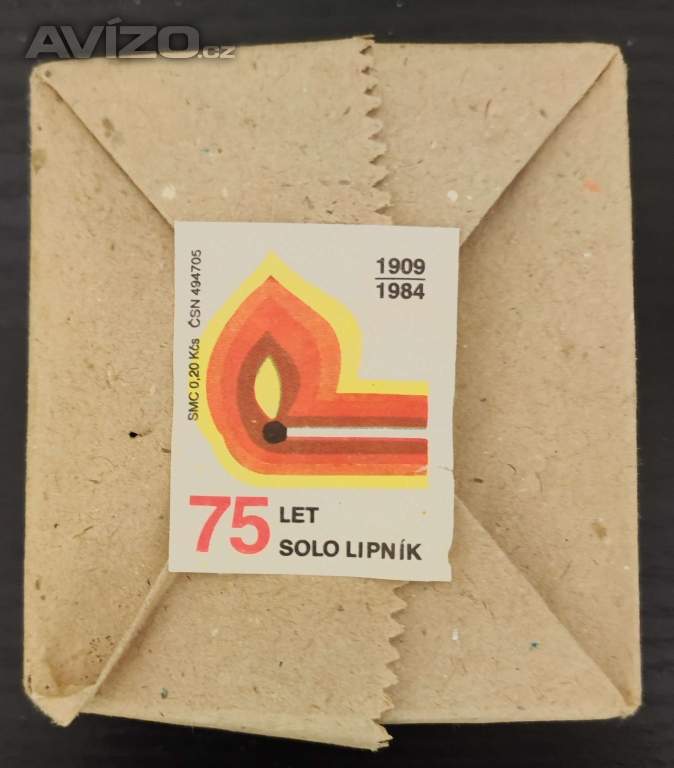 AVÍZO.cz
SMC 0,20 Kčs ČSN 494705
1909
1984
75 LET
SOLO LIPNÍK